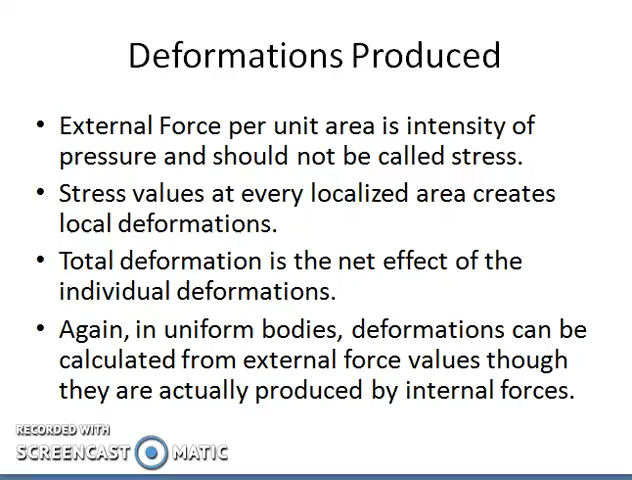 Deformations Produced
• External Force per unit area is intensity of
pressure and should not be called stress.
• Stress values at every localized area creates
local deformations.
• Total deformation is the net effect of the
individual deformations.
• Again, in uniform bodies, deformations can be
calculated from external force values though
they are actually produced by internal forces.
RECORDED WITH
SCREENCAST MATIC